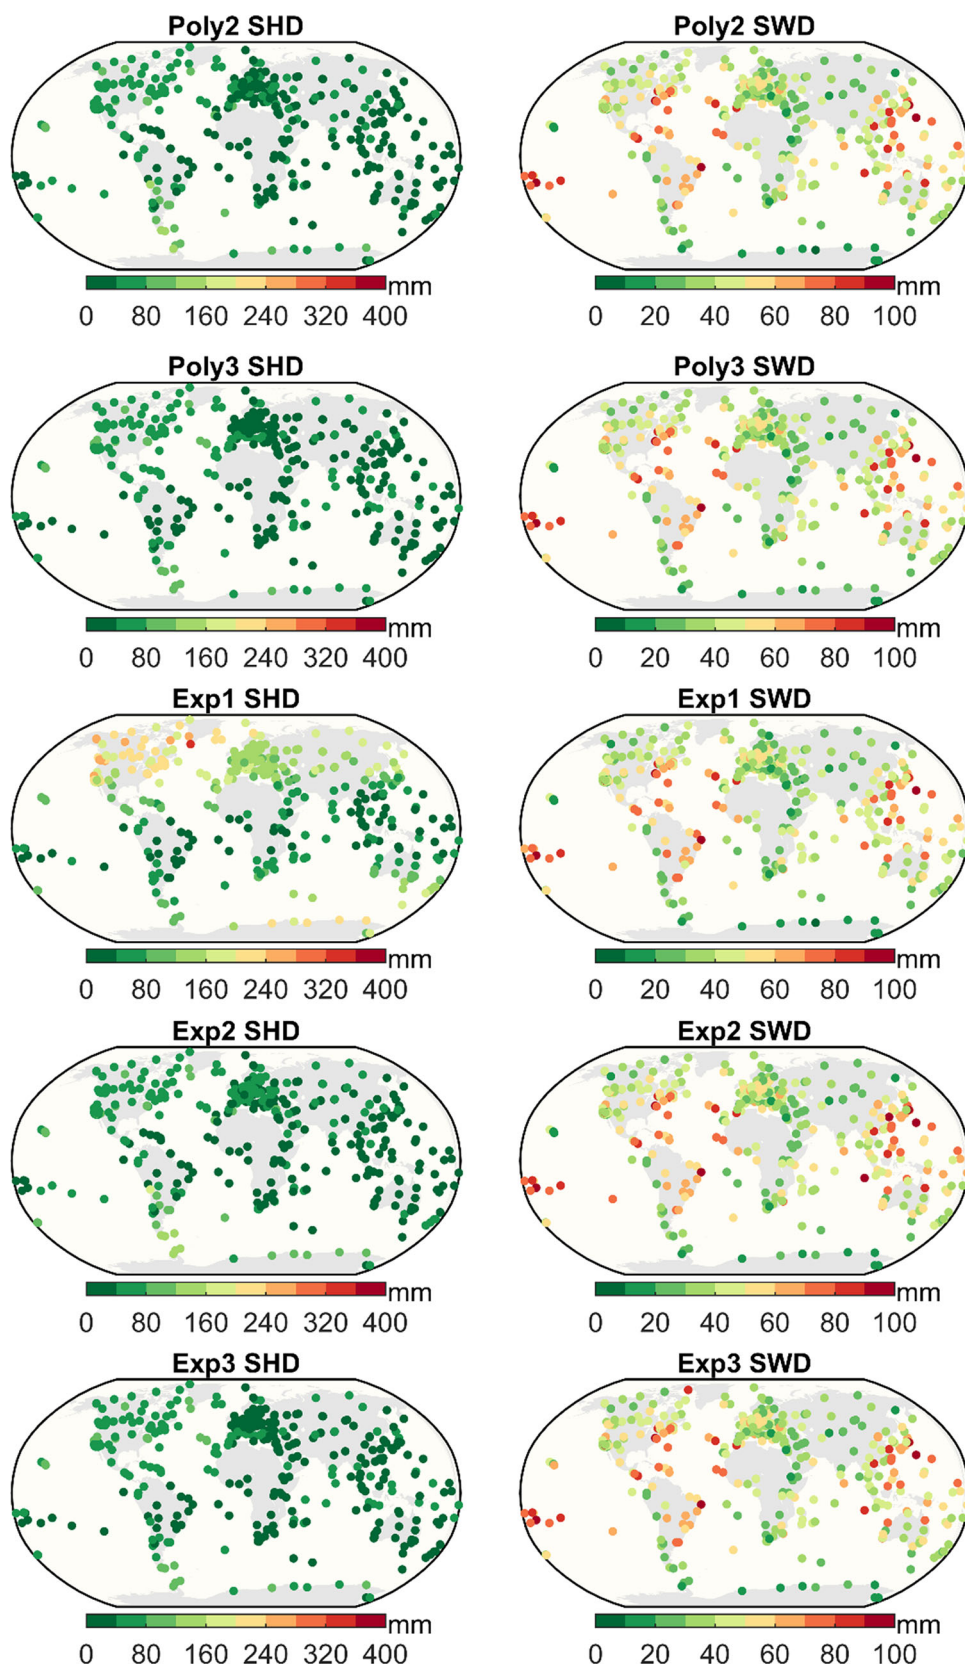 Poly2 SHD
Poly2 SWD
mm
0 80 160 240 320 400
mm
0 20 40 60 80 100
Poly3 SHD
Poly3 SWD
mm
0 80 160 240 320 400
mm
0 20 40 60 80 100
Exp1 SHD
Exp1 SWD
mm
0 80 160 240 320 400
mm
0 20 40 60 80 100
Exp2 SHD
Exp2 SWD
mm
0 80 160 240 320 400
mm
0 20 40 60 80 100
Exp3 SHD
Exp3 SWD
mm
0 80 160 240 320 400
mm
0 20 40 60 80 100